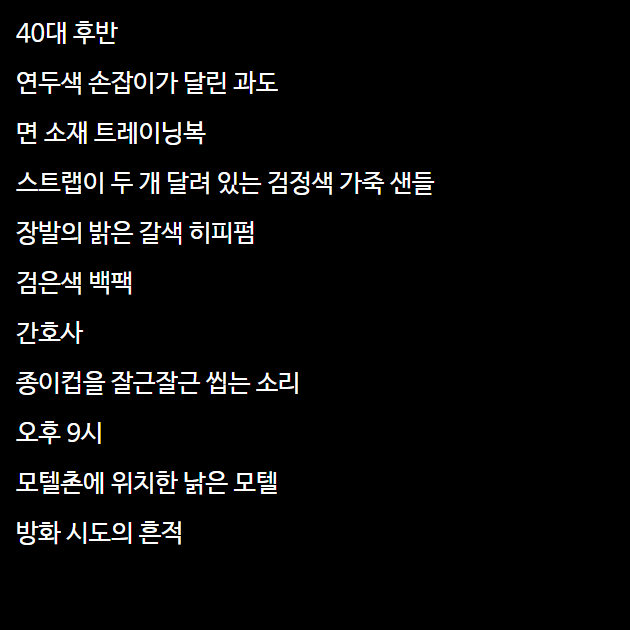 40대 후반
연두색 손잡이가 달린 과도
면 소재 트레이닝복
스트랩이 두 개 달려 있는 검정색 가죽 샌들
장발의 밝은 갈색 히피펌
검은색 백팩
간호사
종이컵을 잘근잘근 씹는 소리
오후 9시
모텔촌에 위치한 낡은 모텔
방화 시도의 흔적